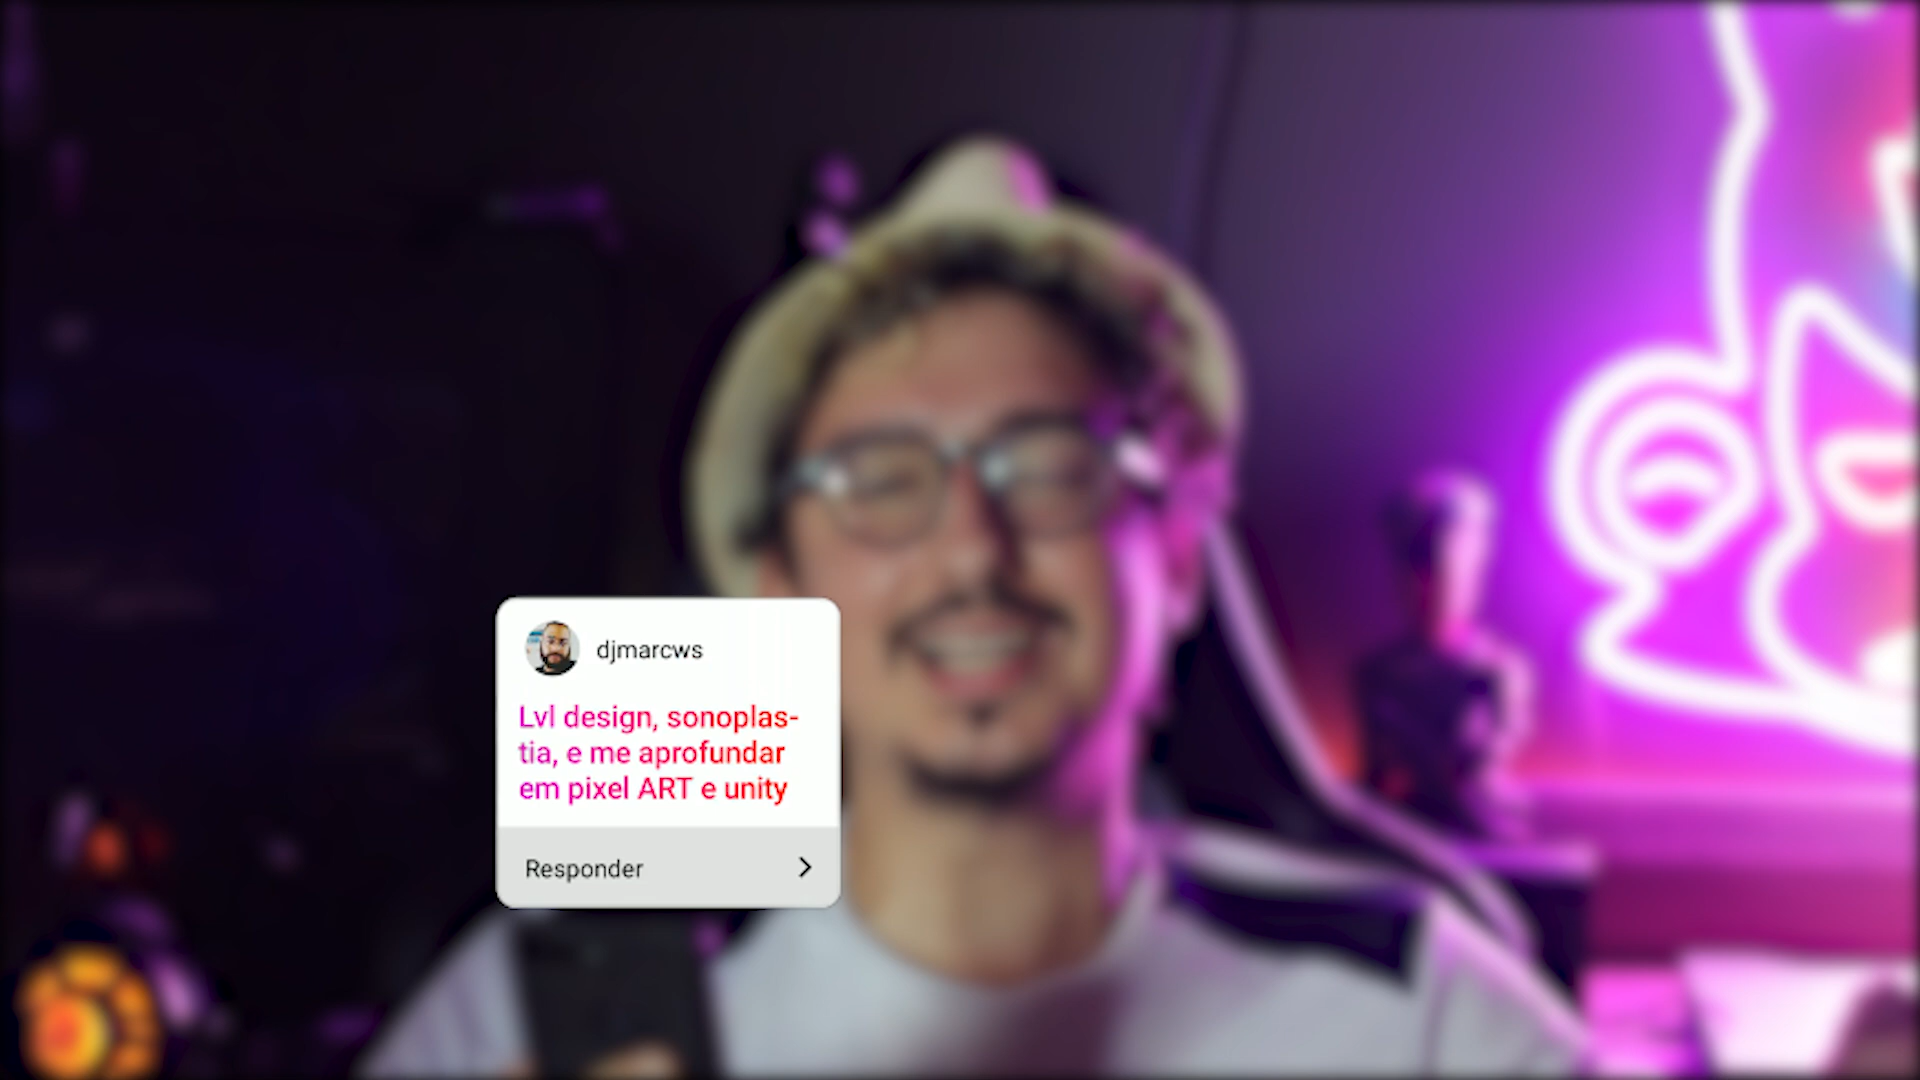 djmarcws
Lvl design, sonoplas-
tia, e me aprofundar
em pixel ART e unity
Responder